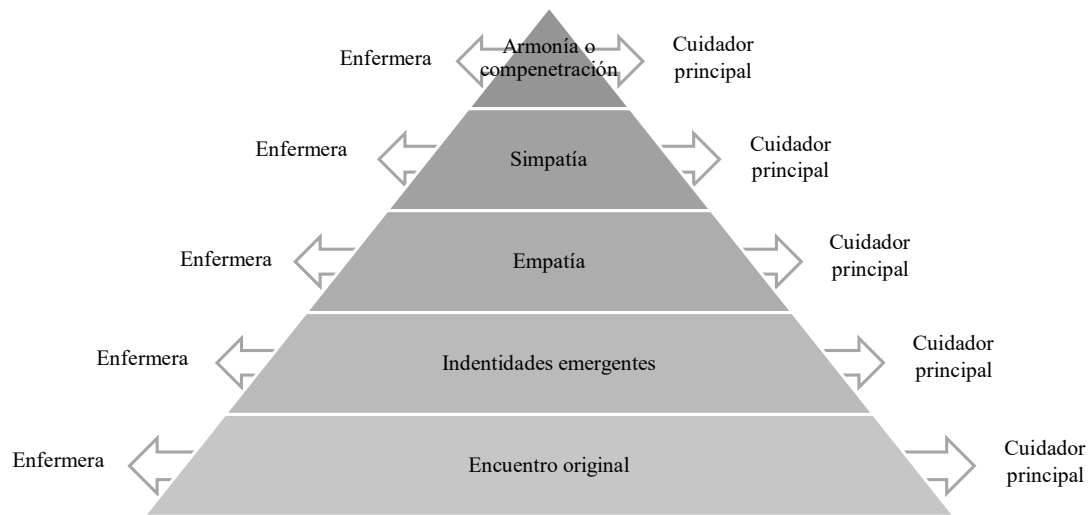 Enfermera
Armonía o
compenetración
Cuidador
principal
Enfermera
Simpatía
Cuidador
principal
Enfermera
Empatía
Cuidador
principal
Enfermera
Indentidades emergentes
Cuidador
principal
Enfermera
Encuentro original
Cuidador
principal